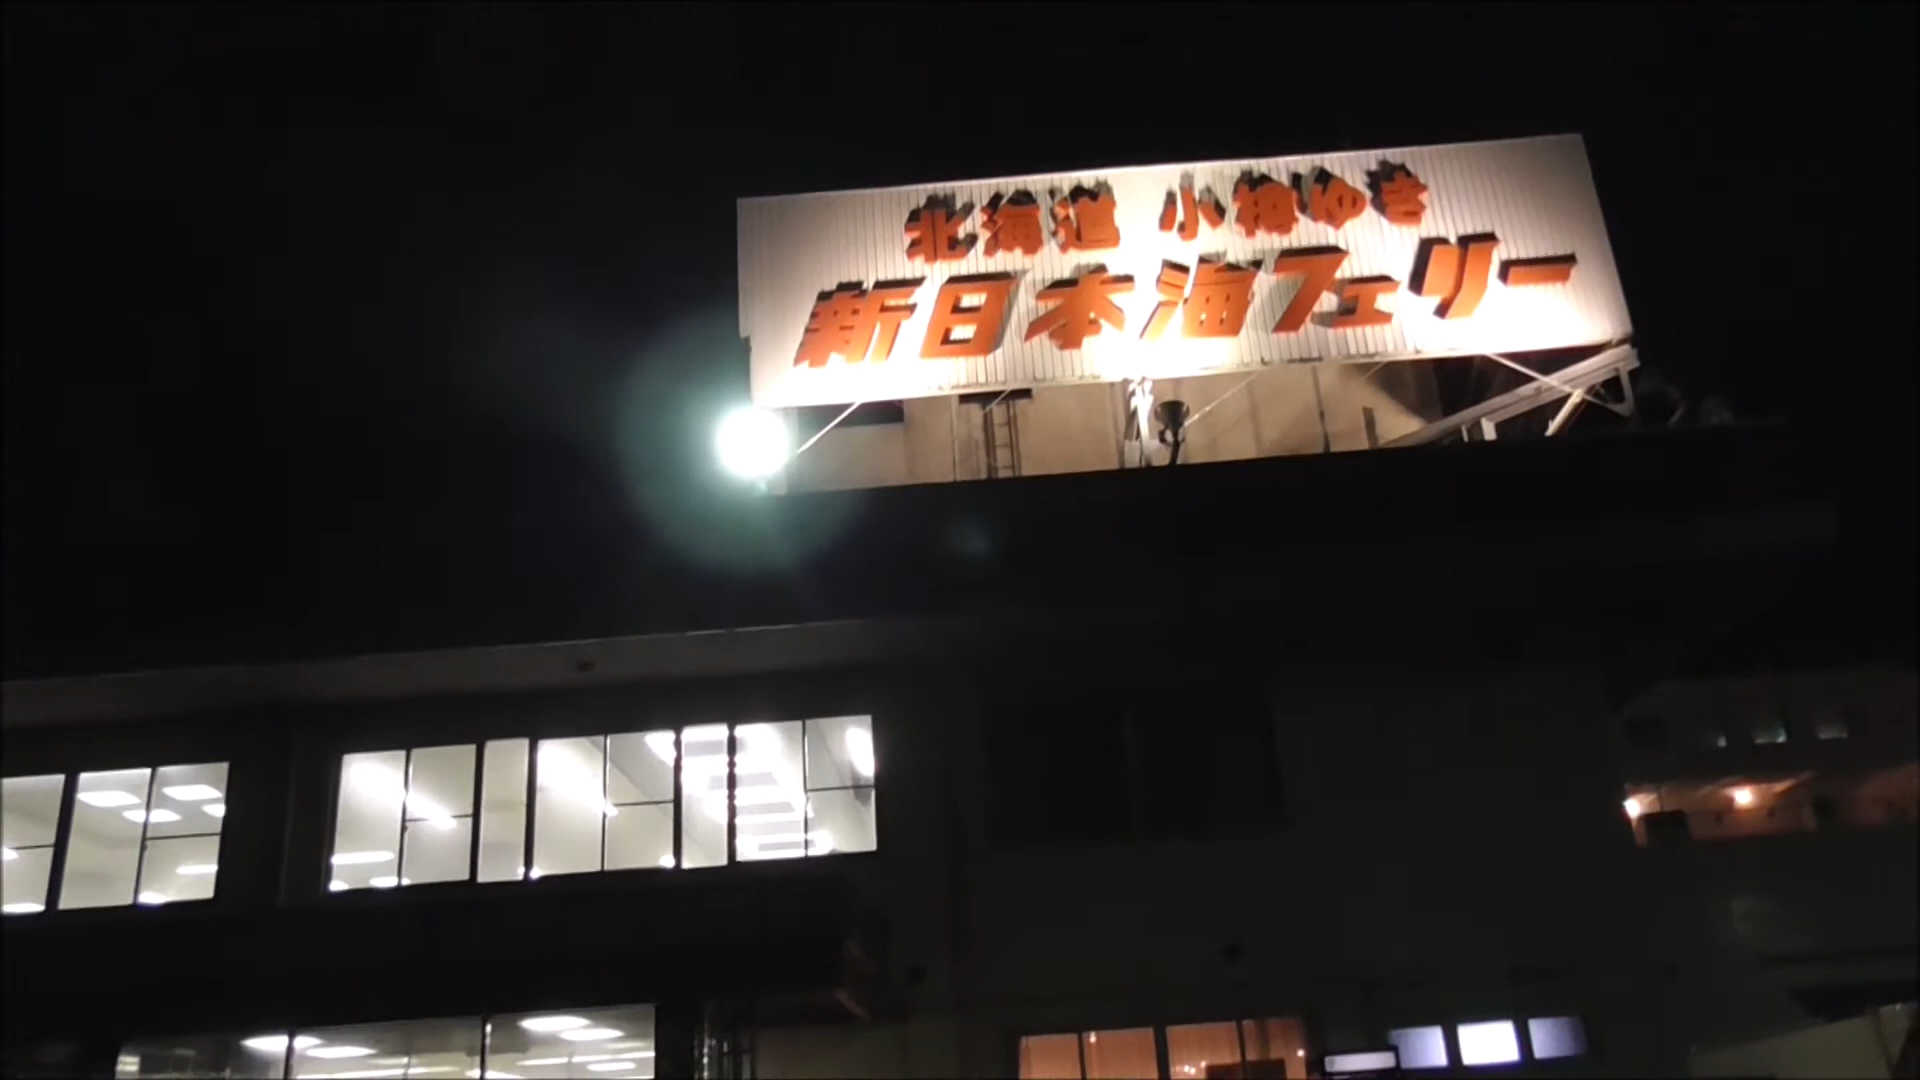 北海道 小樽ゆき
新日本海フェリー